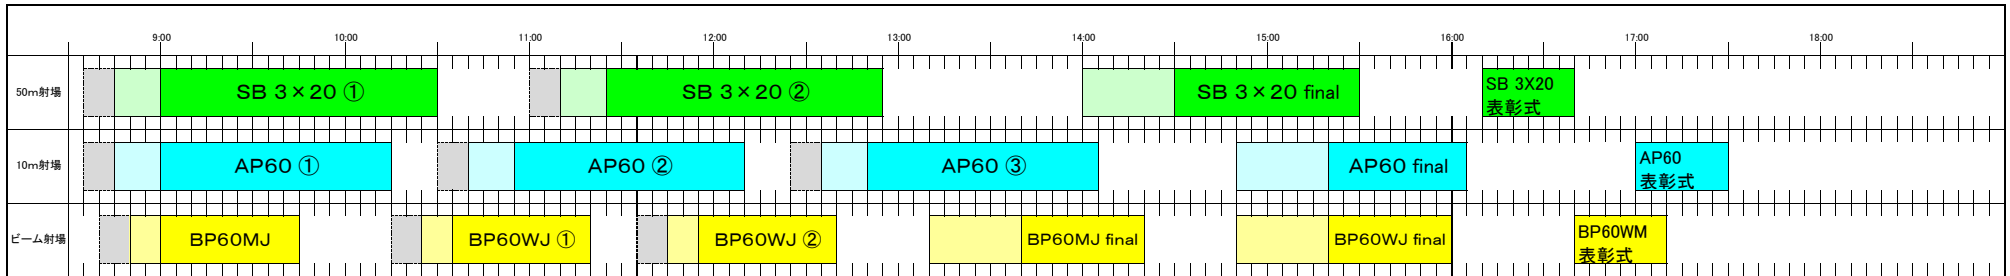 9:00 10:00 11:00 12:00 13:00 14:00 15:00 16:00 17:00 18:00
50m射場 SB 3×20 ① SB 3×20 ② SB 3×20 final SB 3X20
表彰式
10m射場 AP60 ① AP60 ② AP60 ③ AP60 final AP60
表彰式
ビーム射場 BP60MJ BP60WJ ① BP60WJ ② BP60MJ final BP60WJ final BP60WM
表彰式